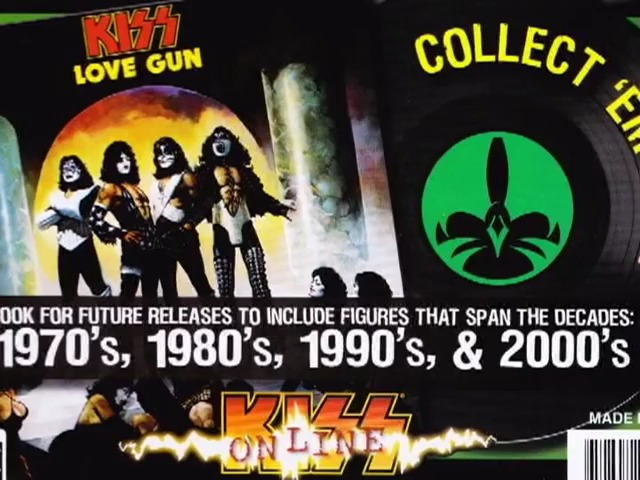 KISS
LOVE GUN
COLLECT 'EM
OOK FOR FUTURE RELEASES TO INCLUDE FIGURES THAT SPAN THE DECADES:
1970's, 1980's, 1990's, & 2000's
KISS
ONLINE
MADE